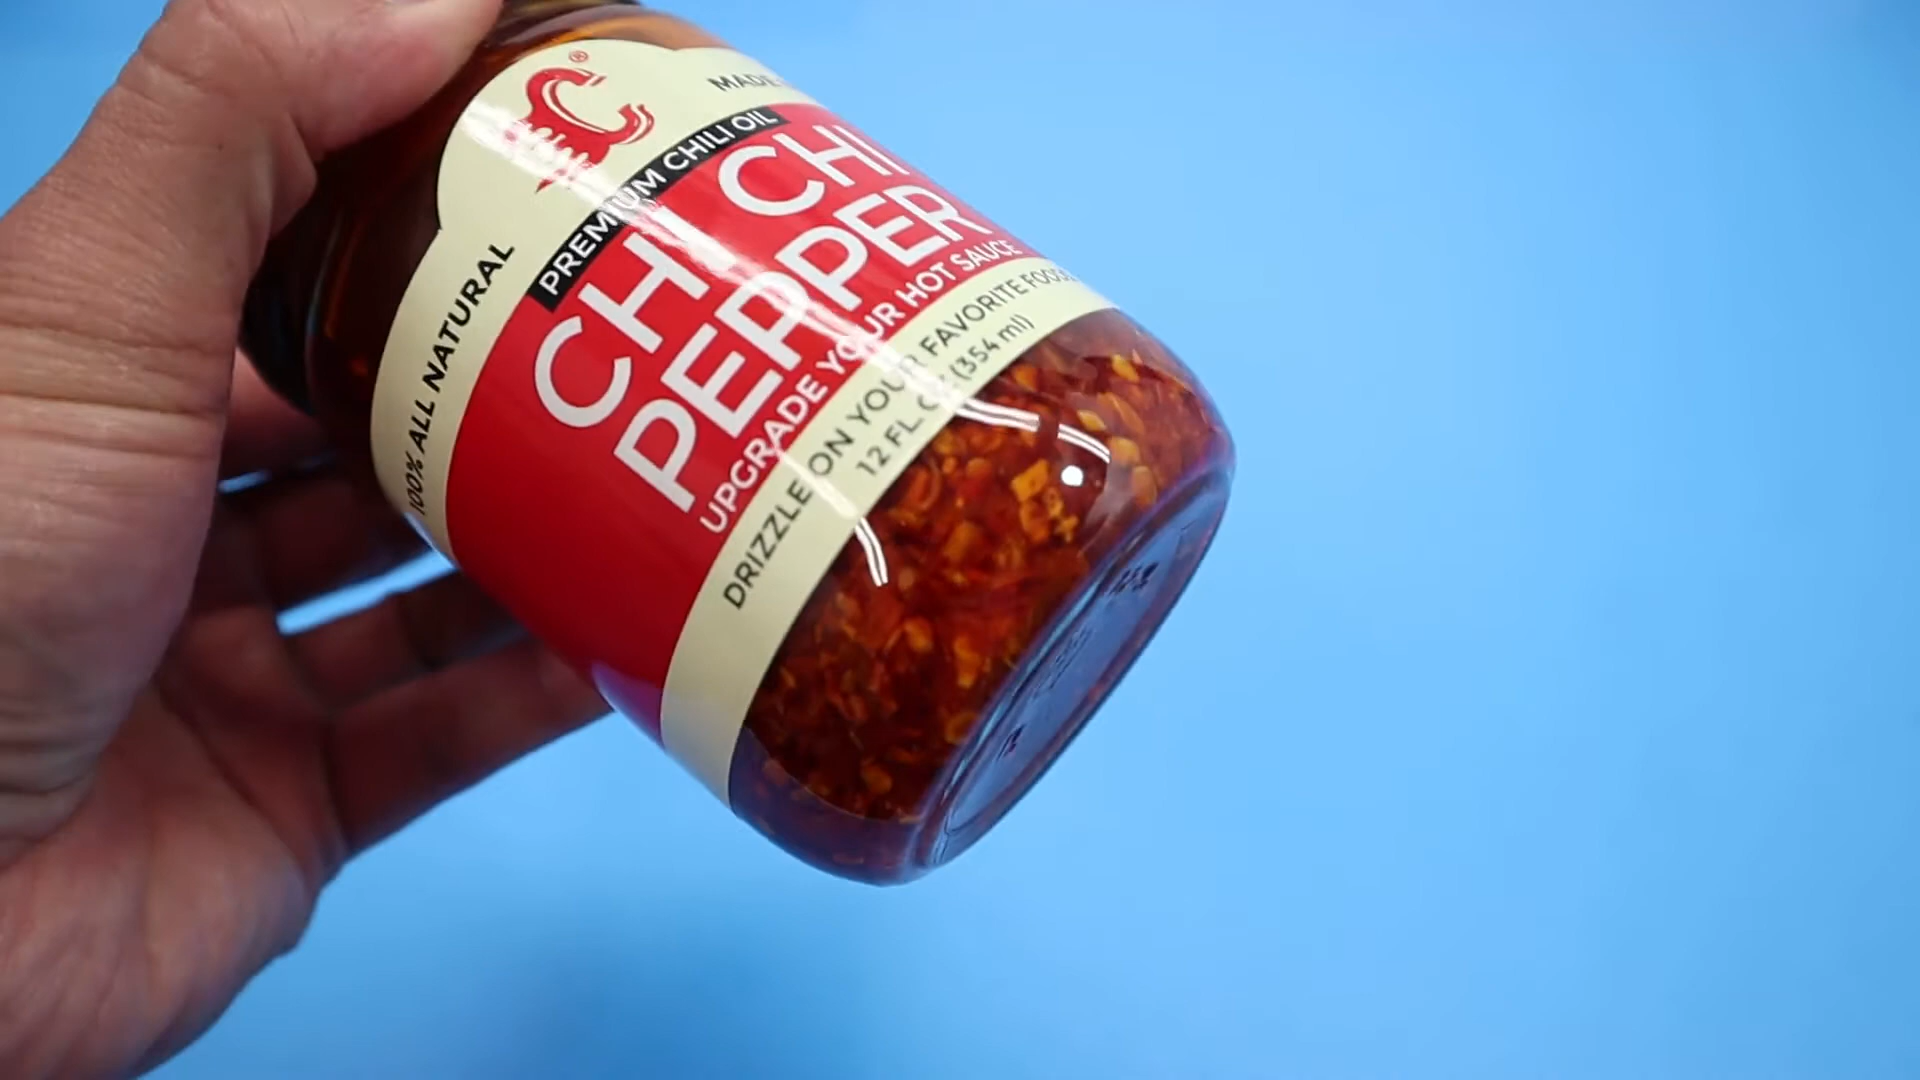 C®
MADE
100% ALL NATURAL
PREMIUM CHILI OIL
CHI CHI
PEPPER
UPGRADE YOUR HOT SAUCE
DRIZZLE ON YOUR FAVORITE FOODS
12 FL. OZ (354 ml)